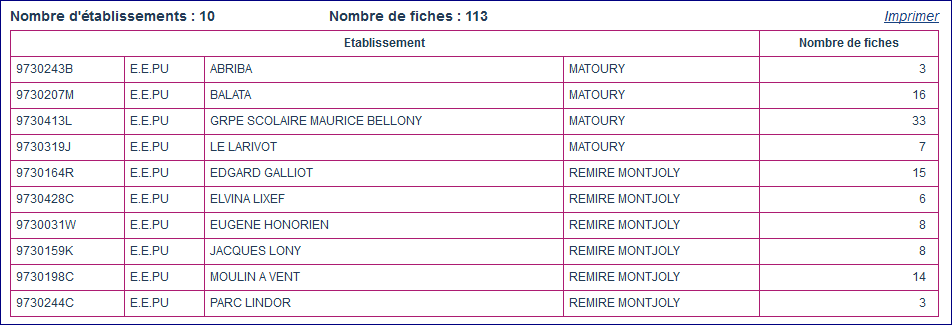 Nombre d'établissements : 10 Nombre de fiches : 113 Imprimer
Etablissement Nombre de fiches
9730243B E.E.PU ABRIBA MATOURY 3
9730207M E.E.PU BALATA MATOURY 16
9730413L E.E.PU GRPE SCOLAIRE MAURICE BELLONY MATOURY 33
9730319J E.E.PU LE LARIVOT MATOURY 7
9730164R E.E.PU EDGARD GALLIOT REMIRE MONTJOLY 15
9730428C E.E.PU ELVINA LIXEF REMIRE MONTJOLY 6
9730031W E.E.PU EUGENE HONORIEN REMIRE MONTJOLY 8
9730159K E.E.PU JACQUES LONY REMIRE MONTJOLY 8
9730198C E.E.PU MOULIN A VENT REMIRE MONTJOLY 14
9730244C E.E.PU PARC LINDOR REMIRE MONTJOLY 3